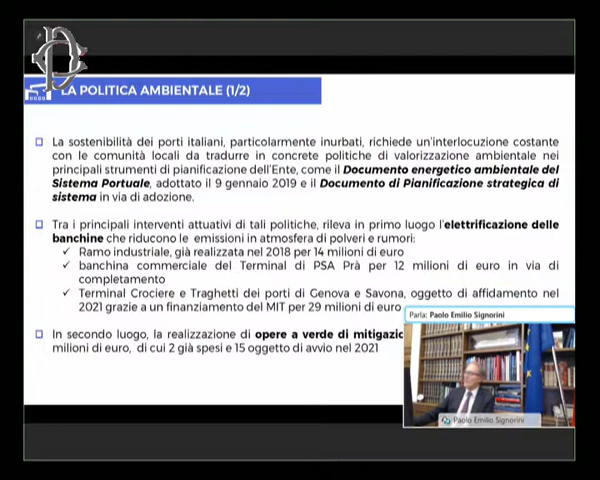 LA POLITICA AMBIENTALE (1/2)
La sostenibilità dei porti italiani, particolarmente inurbati, richiede un'interlocuzione costante
con le comunità locali da tradurre in concrete politiche di valorizzazione ambientale nei
principali strumenti di pianificazione dell'Ente, come il Documento energetico ambientale del
Sistema Portuale, adottato il 9 gennaio 2019 e il Documento di Pianificazione strategica di
sistema in via di adozione.
Tra i principali interventi attuativi di tali politiche, rileva in primo luogo l'elettrificazione delle
banchine che riducono le emissioni in atmosfera di polveri e rumori:
Ramo industriale, già realizzata nel 2018 per 14 milioni di euro
banchina commerciale del Terminal di PSA Prà per 12 milioni di euro in via di
completamento
Terminal Crociere e Traghetti dei porti di Genova e Savona, oggetto di affidamento nel
2021 grazie a un finanziamento del MIT per 29 milioni di euro
Parla: Paolo Emilio Signorini
In secondo luogo, la realizzazione di opere a verde di mitigazio
milioni di euro, di cui 2 già spesi e 15 oggetto di avvio nel 2021
Paolo Emilio Signorini